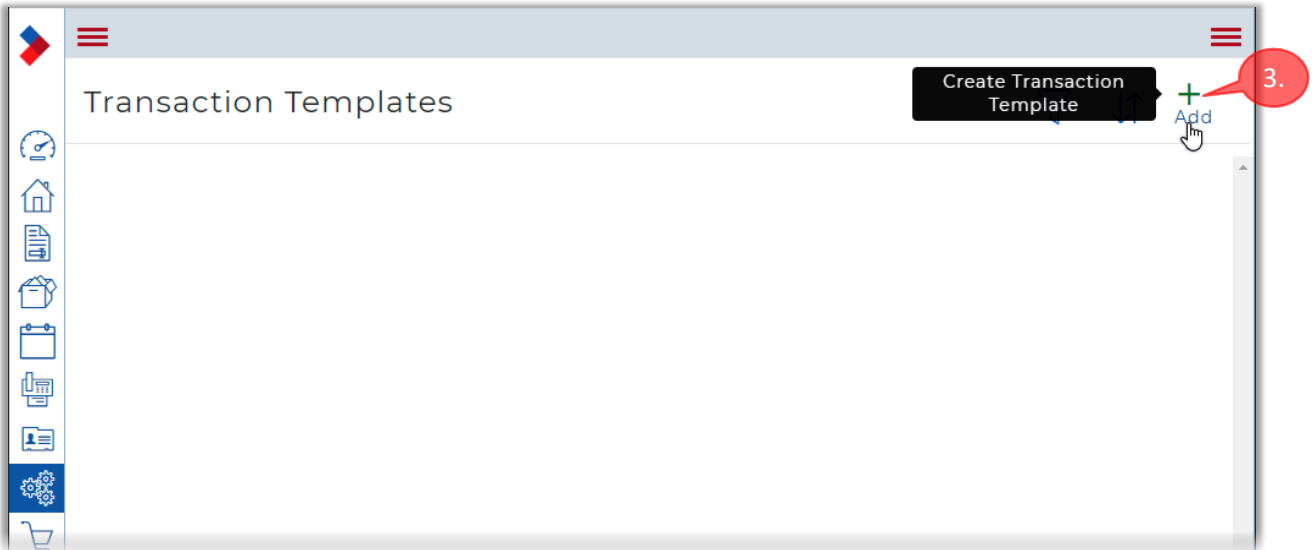 Transaction Templates
Create Transaction
Template
Add
3.